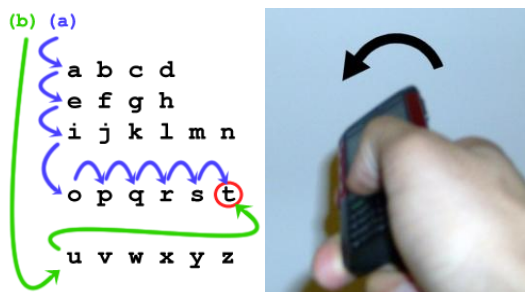 (b) (a)
a b c d
e f g h
i j k l m n
o p q r s t
u v w x y z